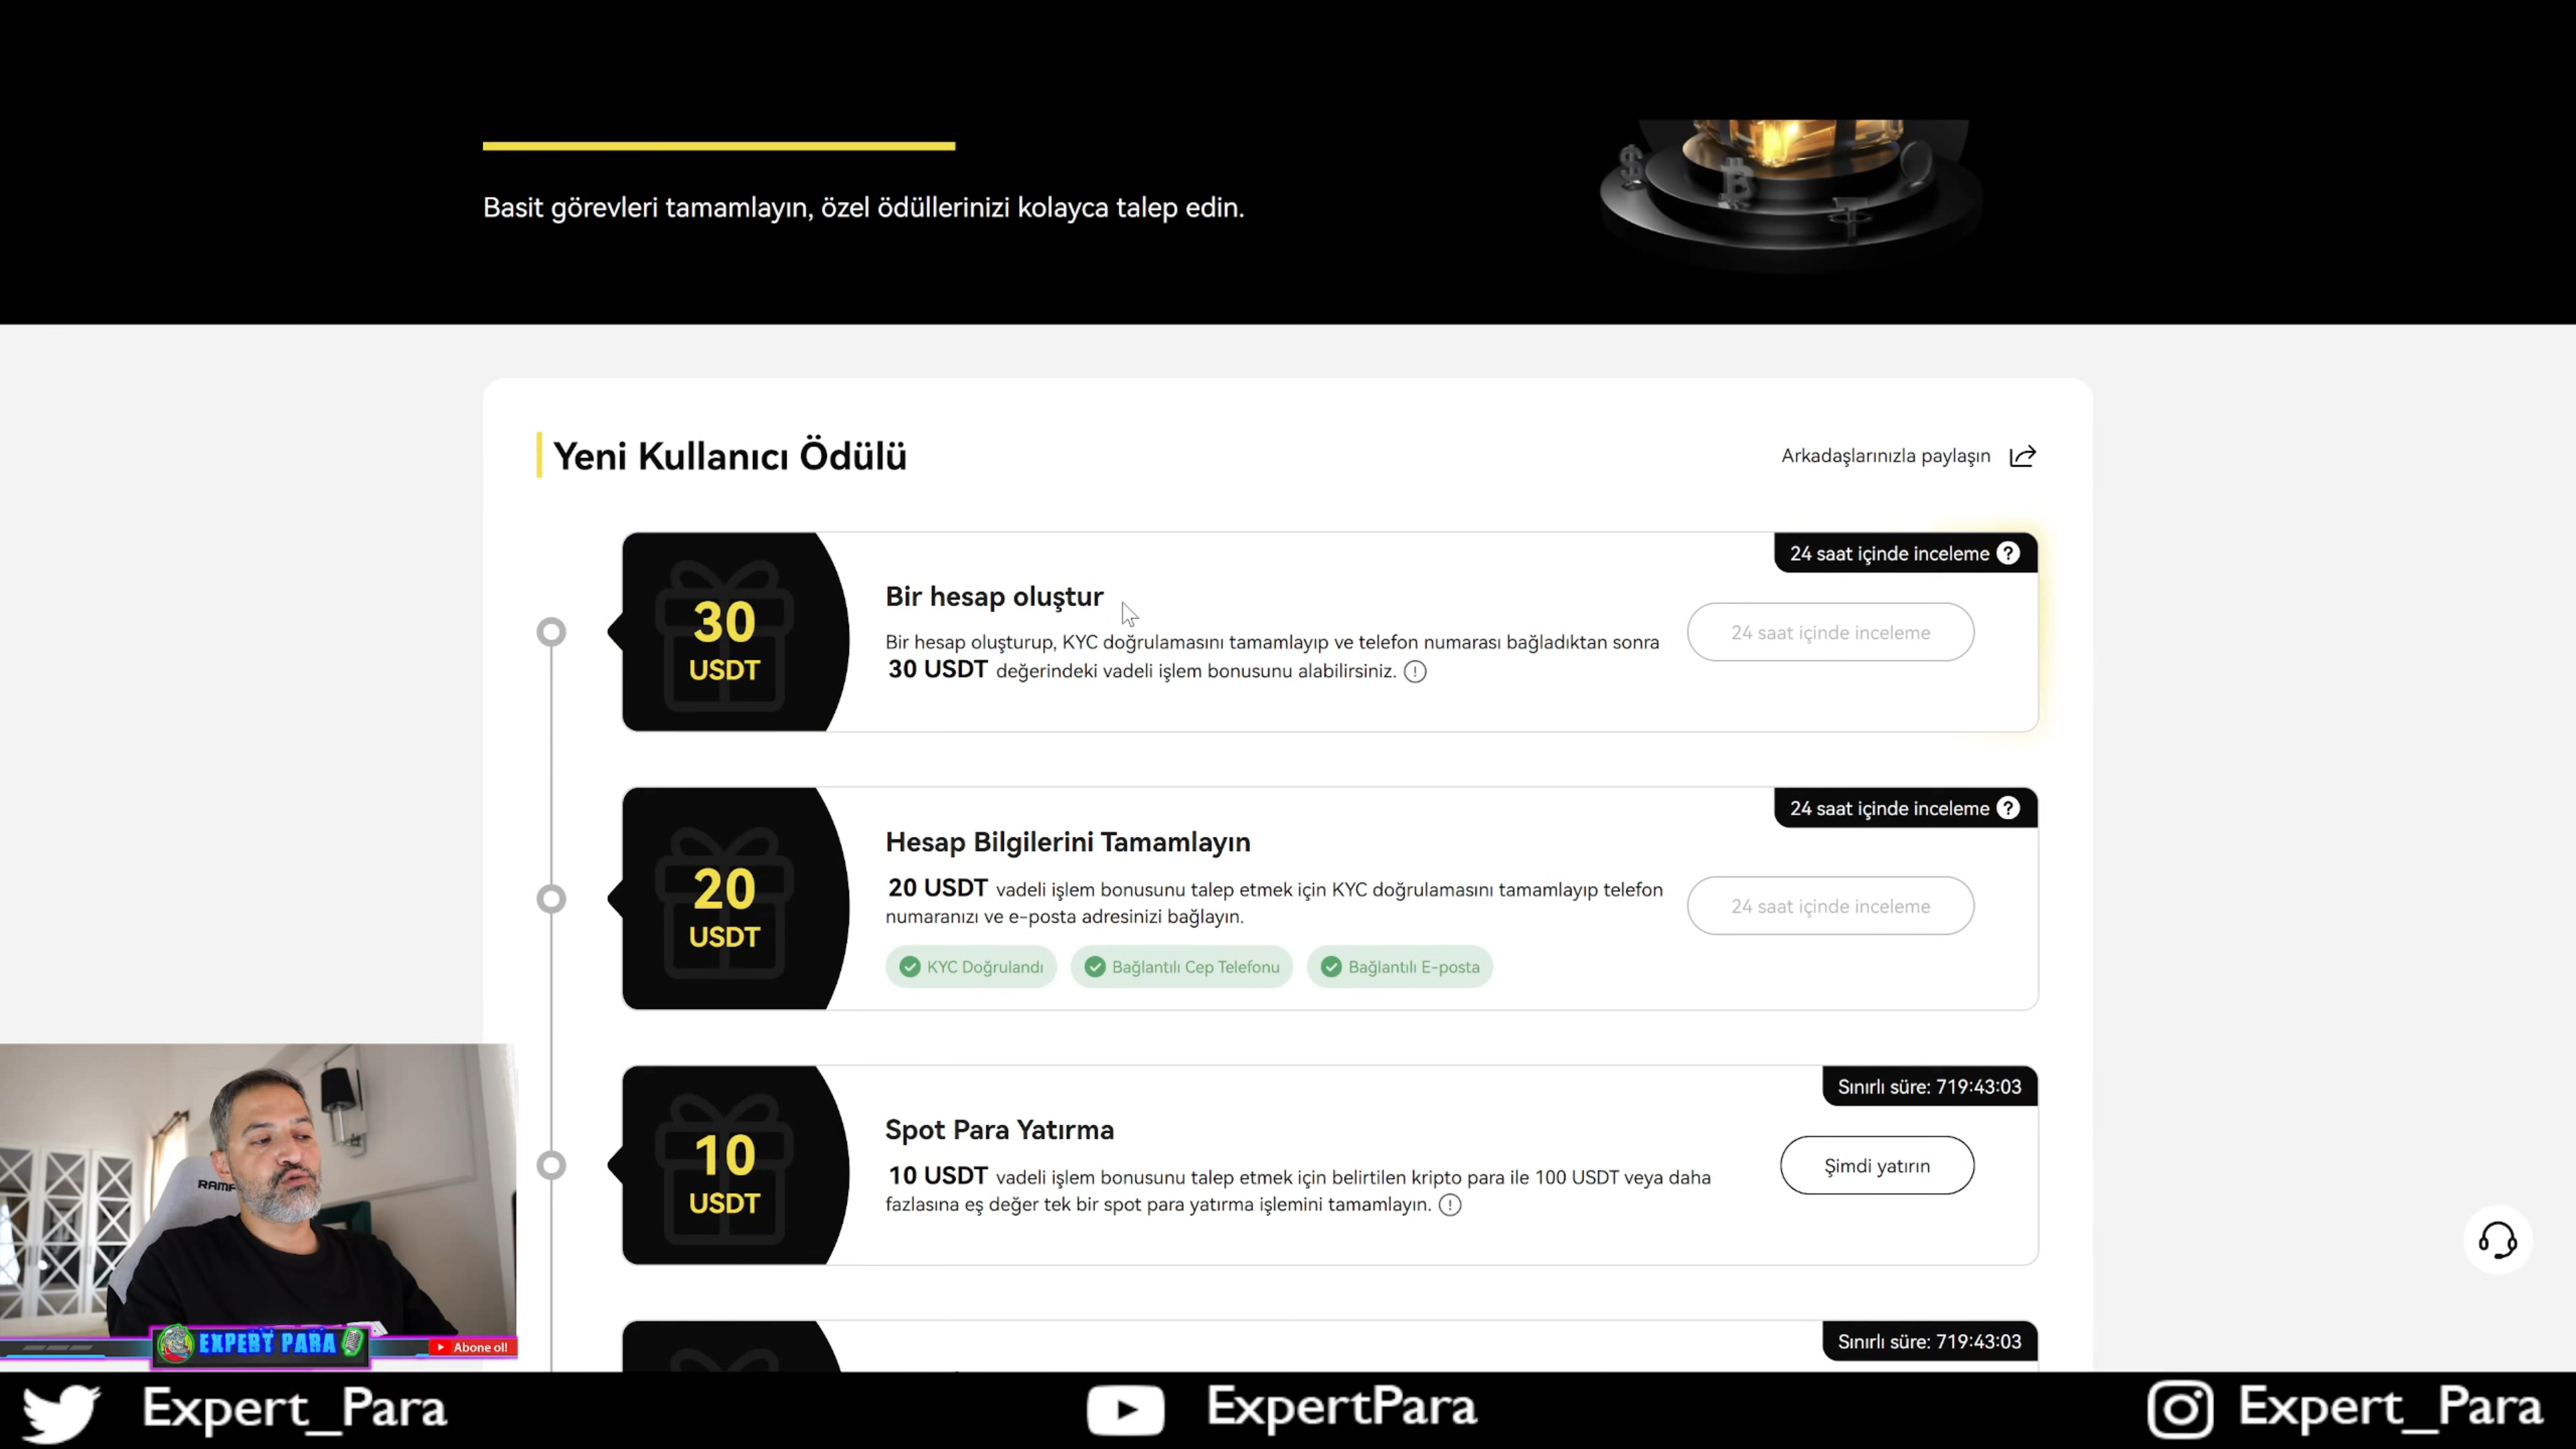 Basit görevleri tamamlayın, özel ödüllerinizi kolayca talep edin.
Yeni Kullanıcı Ödülü
Arkadaşlarınızla paylaşın
24 saat içinde inceleme ?
30
USDT
Bir hesap oluştur
Bir hesap oluşturup, KYC doğrulamasını tamamlayıp ve telefon numarası bağladıktan sonra
30 USDT değerindeki vadeli işlem bonusunu alabilirsiniz.
24 saat içinde inceleme
24 saat içinde inceleme ?
20
USDT
Hesap Bilgilerini Tamamlayın
20 USDT vadeli işlem bonusunu talep etmek için KYC doğrulamasını tamamlayıp telefon
numaranızı ve e-posta adresinizi bağlayın.
24 saat içinde inceleme
KYC Doğrulandı
Bağlantılı Cep Telefonu
Bağlantılı E-posta
Sınırlı süre: 719:43:03
10
USDT
Spot Para Yatırma
10 USDT vadeli işlem bonusunu talep etmek için belirtilen kripto para ile 100 USDT veya daha
fazlasına eş değer tek bir spot para yatırma işlemini tamamlayın.
Şimdi yatırın
Sınırlı süre: 719:43:03
EXPERT PARA
Abone ol!
Expert_Para
ExpertPara
Expert_Para